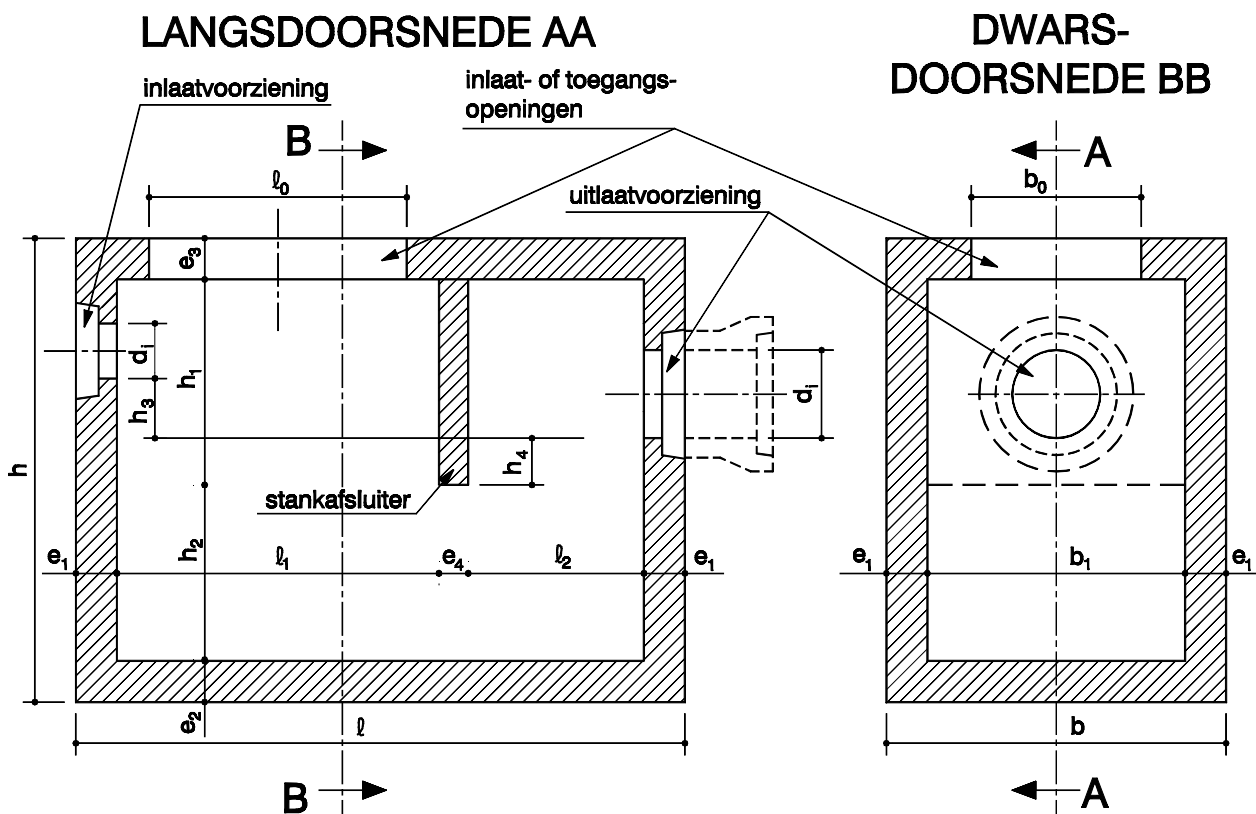 LANGSDOORSNEDE AA
DWARS-
DOORSNEDE BB
inlaatvoorziening
inlaat- of toegangs-
openingen
B
A
ℓ₀
uitlaatvoorziening
b₀
e₃
dᵢ
h₁
h₃
dᵢ
h
h₄
stankafsluiter
h₂
e₁
ℓ₁
e₄
ℓ₂
e₁
e₁
b₁
e₁
e₂
ℓ
b
B
A